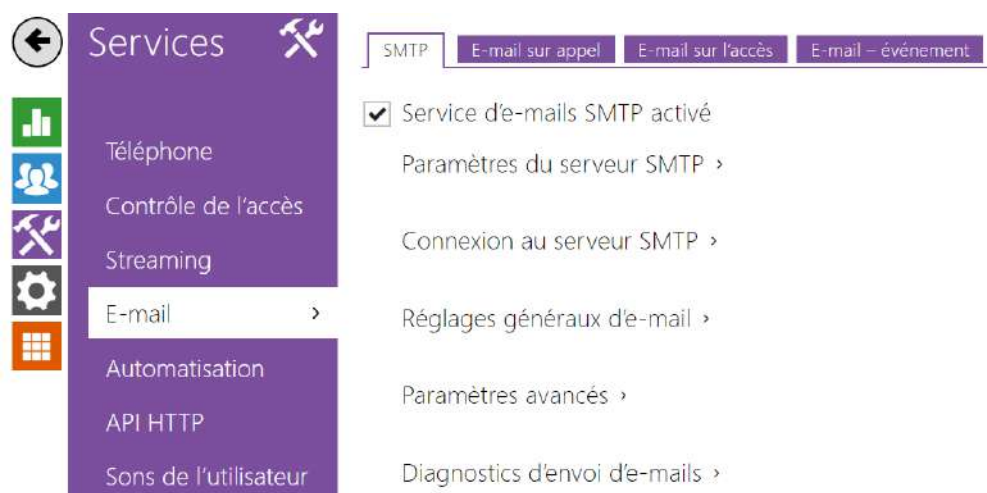 Services
Téléphone
Contrôle de l'accès
Streaming
E-mail ›
Automatisation
API HTTP
Sons de l'utilisateur
SMTP
E-mail sur appel
E-mail sur l'accès
E-mail – événement
Service d'e-mails SMTP activé
Paramètres du serveur SMTP ›
Connexion au serveur SMTP ›
Réglages généraux d'e-mail ›
Paramètres avancés ›
Diagnostics d'envoi d'e-mails ›